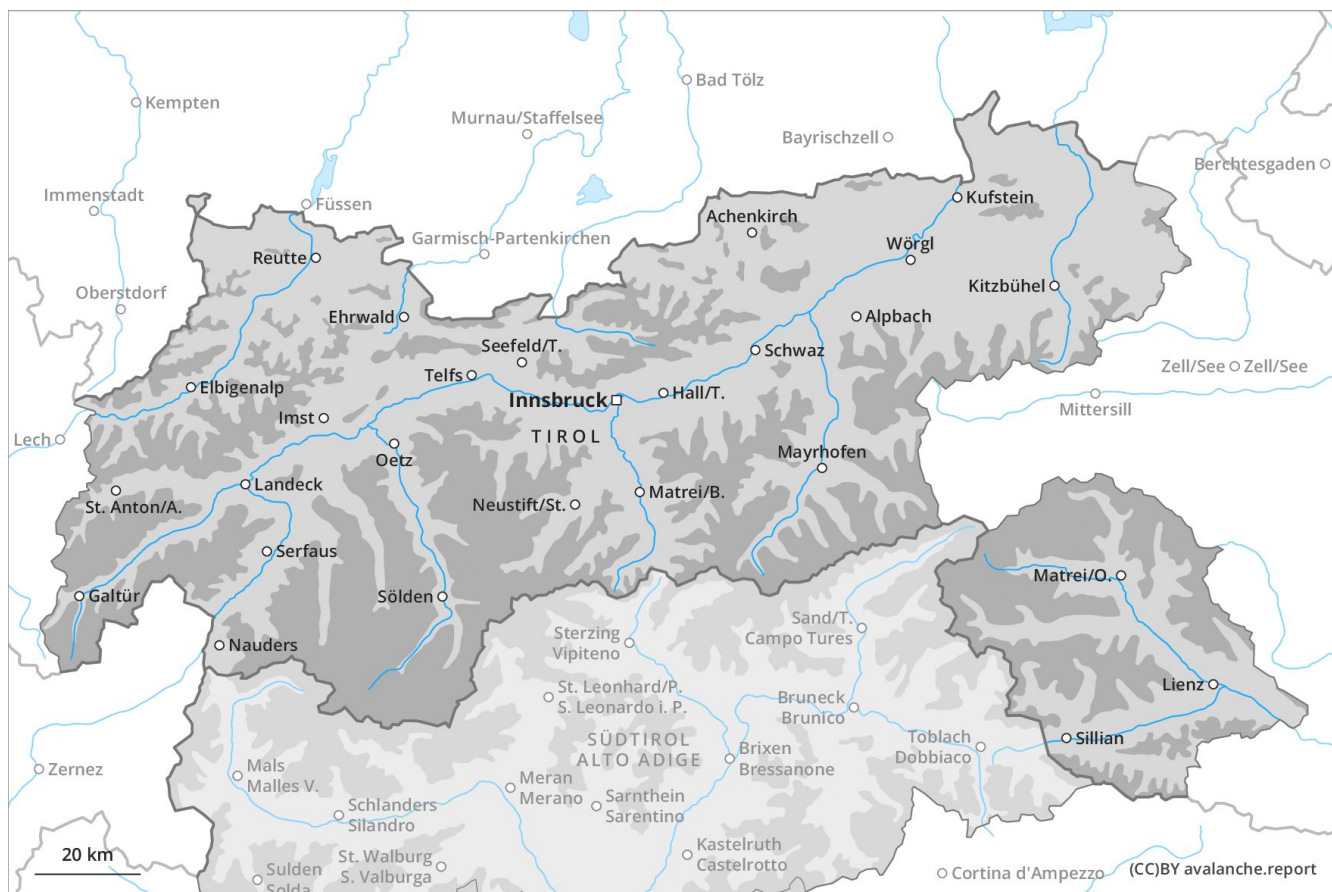 Bad Tölz
Kempten
Murnau/Staffelsee
Bayrischzell
Berchtesgaden
Immenstadt
Füssen
Kufstein
Achenkirch
Garmisch-Partenkirchen
Wörgl
Reutte
Kitzbühel
Oberstdorf
Ehrwald
Alpbach
Seefeld/T.
Schwaz
Zell/See
Zell/See
Telfs
Elbigenalp
Hall/T.
Innsbruck
Mittersill
Imst
Lech
TIROL
Oetz
Mayrhofen
Landeck
St. Anton/A.
Matrei/B.
Neustift/St.
Serfaus
Matrei/O.
Galtür
Sölden
Sand/T.
Campo Tures
Sterzing
Vipiteno
Nauders
Lienz
St. Leonhard/P.
S. Leonardo i. P.
Bruneck
Brunico
SÜDTIROL
ALTO ADIGE
Toblach
Dobbiaco
Sillian
Brixen
Bressanone
Zernez
Mals
Malles V.
Meran
Merano
Sarnthein
Sarentino
Schlanders
Silandro
Kastelruth
Castelrotto
20 km
St. Walburg
S. Valburga
Sulden
Solda
Cortina d'Ampezzo
(CC)BY avalanche.report